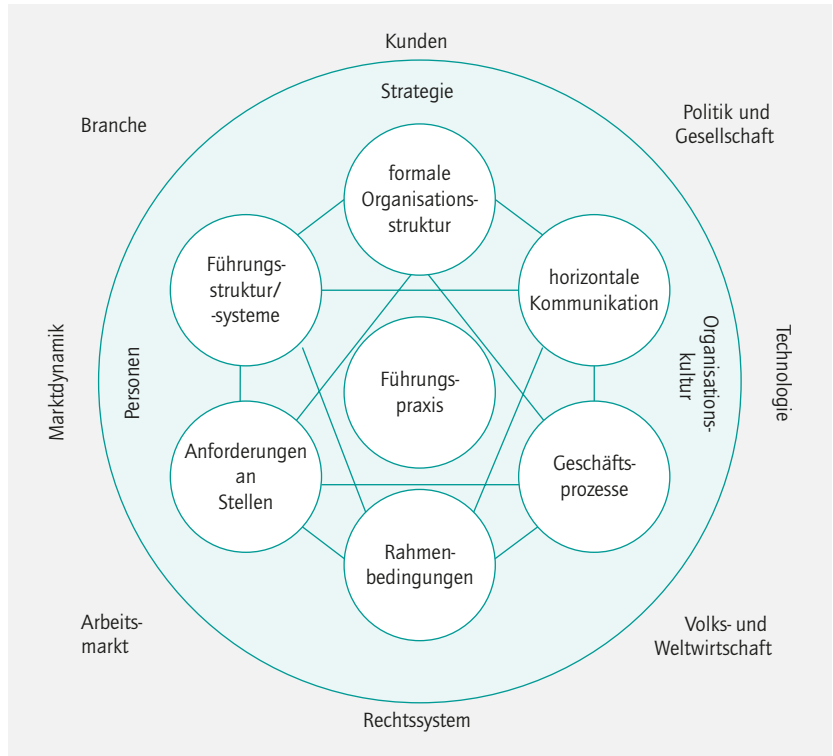 Kunden
Strategie
Branche
Politik und
Gesellschaft
formale
Organisations-
struktur
Führungs-
struktur/
-systeme
horizontale
Kommunikation
Marktdynamik
Personen
Führungs-
praxis
Organisations-
kultur
Technologie
Anforderungen
an
Stellen
Geschäfts-
prozesse
Rahmen-
bedingungen
Arbeits-
markt
Volks- und
Weltwirtschaft
Rechtssystem